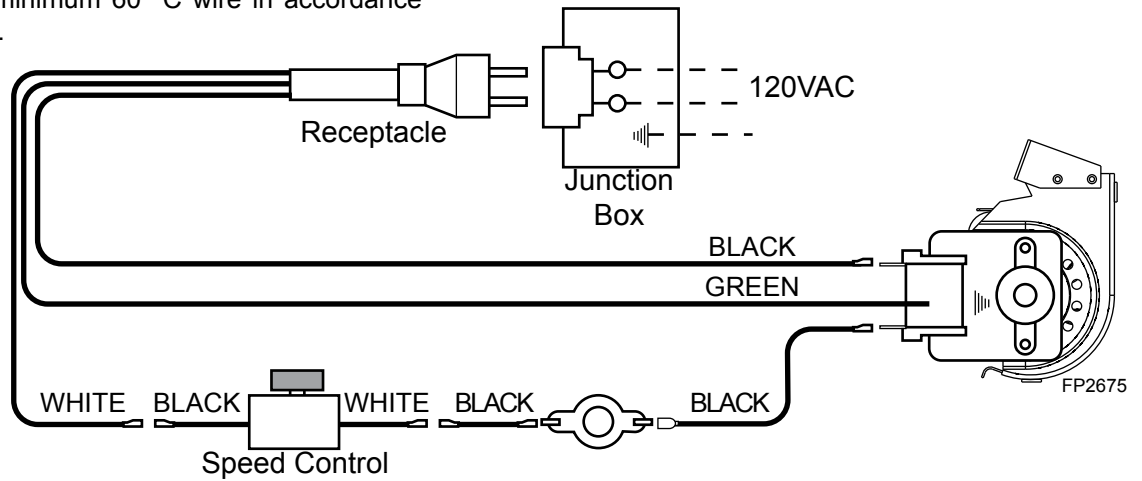 minimum 60° C wire in accordance
.
120VAC
Receptacle
Junction
Box
BLACK
GREEN
FP2675
WHITE BLACK WHITE BLACK BLACK
Speed Control